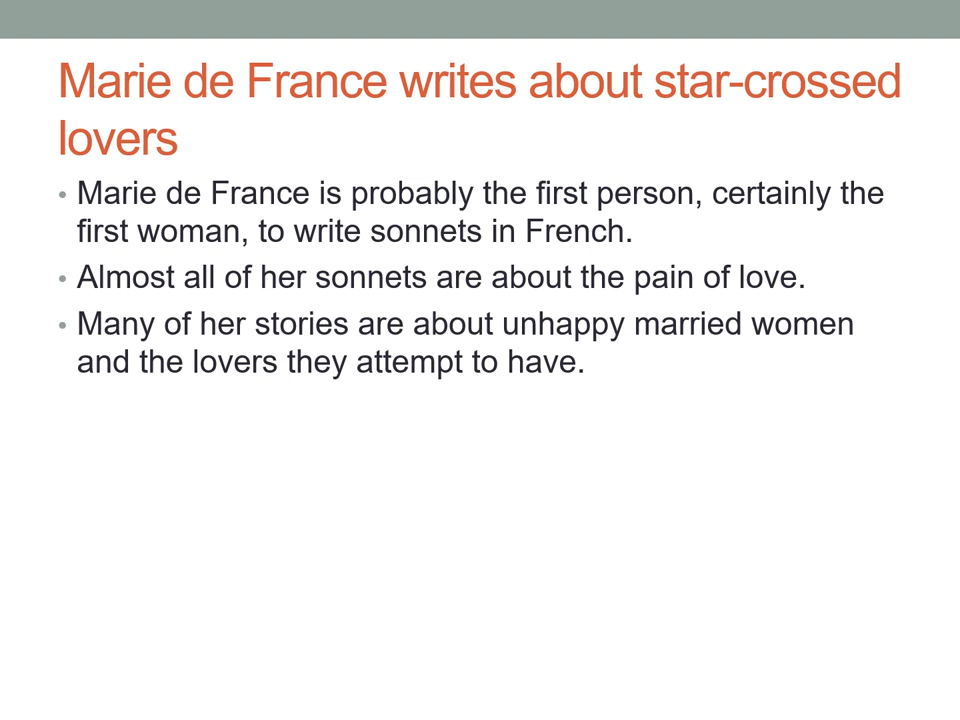 Marie de France writes about star-crossed
lovers
• Marie de France is probably the first person, certainly the
first woman, to write sonnets in French.
• Almost all of her sonnets are about the pain of love.
• Many of her stories are about unhappy married women
and the lovers they attempt to have.